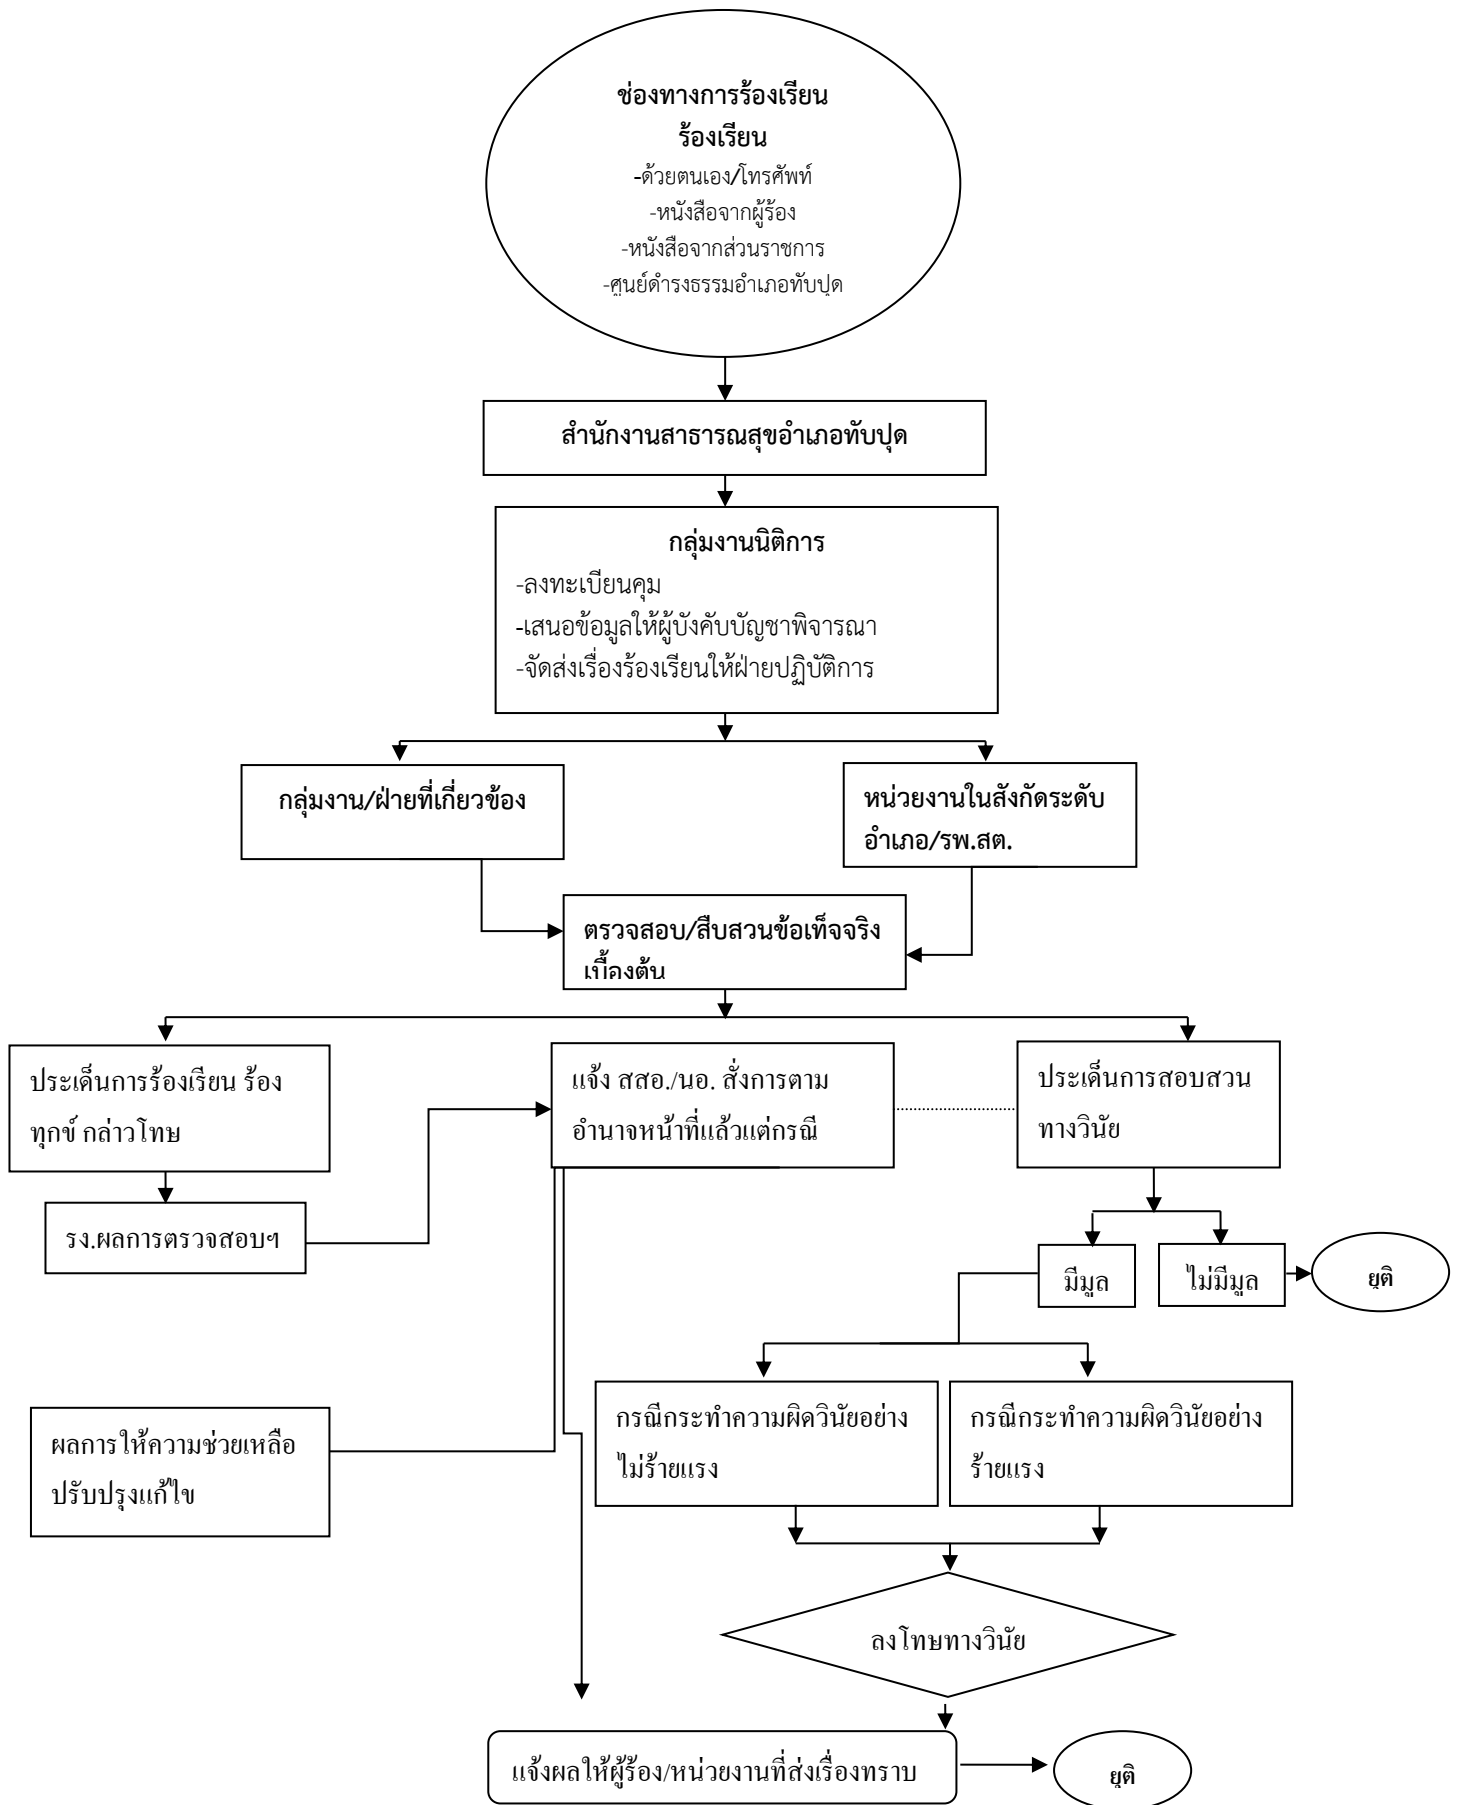 ช่องทางการร้องเรียน
ร้องเรียน
-ด้วยตนเอง/โทรศัพท์
-หนังสือจากผู้ร้อง
-หนังสือจากส่วนราชการ
-ศูนย์ดำรงธรรมอำเภอทับปุด
สำนักงานสาธารณสุขอำเภอทับปุด
กลุ่มงานนิติการ
-ลงทะเบียนคุม
-เสนอข้อมูลให้ผู้บังคับบัญชาพิจารณา
-จัดส่งเรื่องร้องเรียนให้ฝ่ายปฏิบัติการ
กลุ่มงาน/ฝ่ายที่เกี่ยวข้อง
หน่วยงานในสังกัดระดับ
อำเภอ/รพ.สต.
ตรวจสอบ/สืบสวนข้อเท็จจริง
เบื้องต้น
ประเด็นการร้องเรียน ร้อง
ทุกข์ กล่าวโทษ
แจ้ง สสอ./นอ. สั่งการตาม
อำนาจหน้าที่แล้วแต่กรณี
ประเด็นการสอบสวน
ทางวินัย
รง.ผลการตรวจสอบฯ
มีมูล
ไม่มีมูล
ยุติ
ผลการให้ความช่วยเหลือ
ปรับปรุงแก้ไข
กรณีกระทำความผิดวินัยอย่าง
ไม่ร้ายแรง
กรณีกระทำความผิดวินัยอย่าง
ร้ายแรง
ลงโทษทางวินัย
แจ้งผลให้ผู้ร้อง/หน่วยงานที่ส่งเรื่องทราบ
ยุติ